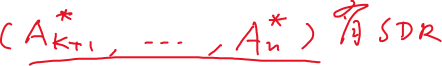 (A*_{k+1}, ..., A*_n) 有 SDR